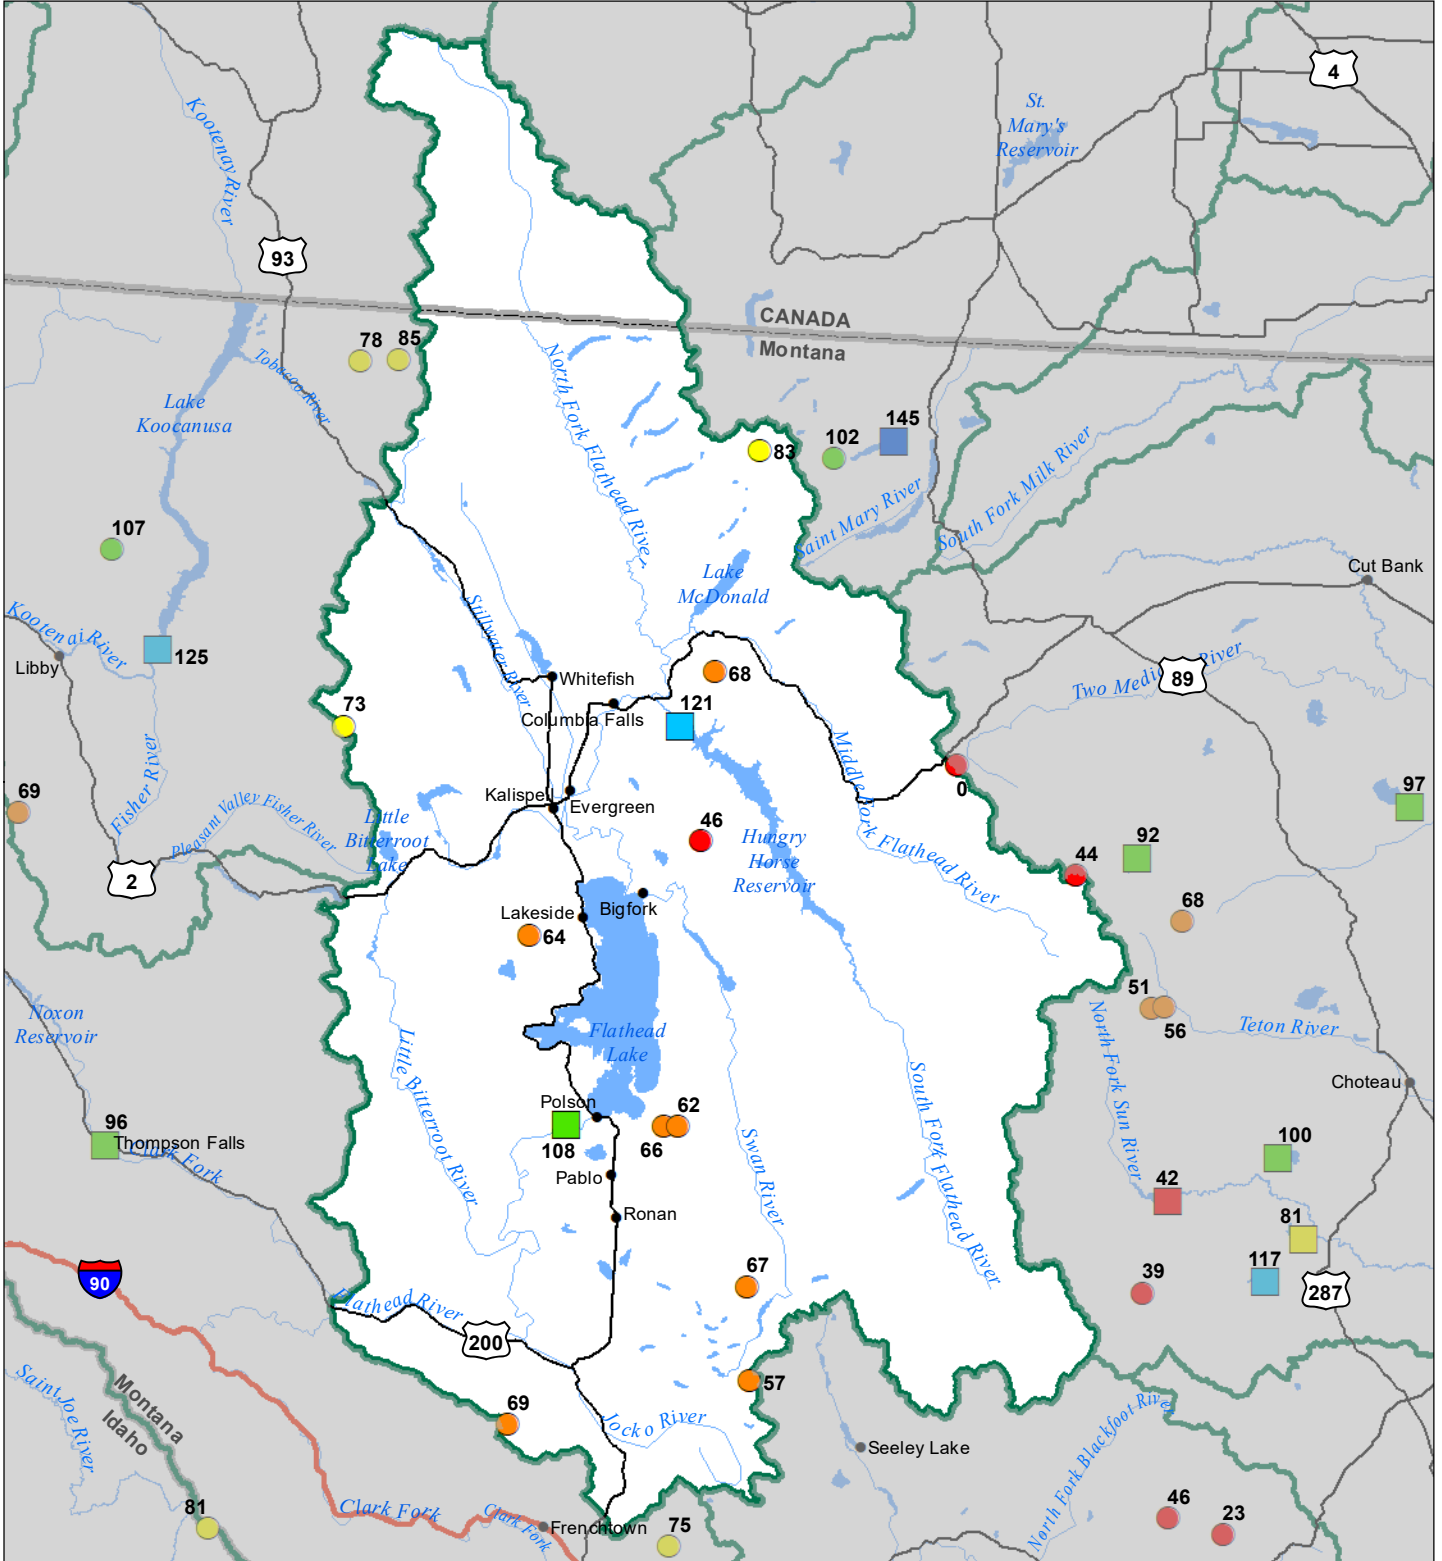 4
St.
Mary's
Reservoir
Kootenay River
93
CANADA
Montana
78
85
Tobacco River
North Fork Flathead River
Lake
Koocanusa
83
102
145
Saint Mary River
South Fork Milk River
107
Lake
McDonald
Cut Bank
Kootenai River
125
Libby
Stillwater River
Whitefish
68
Two Medicine River
89
73
Columbia Falls
121
Middle Fork Flathead River
0
69
Fisher River
Pleasant Valley Fisher River
2
Little
Bitterroot
Lake
Kalispell
Evergreen
46
Hungry
Horse
Reservoir
97
92
44
Lakeside
Bigfork
64
68
Noxon
Reservoir
Flathead
Lake
51
56
Teton River
North Fork Sun River
Choteau
Little Bitterroot River
South Fork Flathead River
Polson
108
66
62
96
Thompson Falls
Clark Fork
Swan River
Pablo
Ronan
100
42
81
117
287
39
67
90
Flathead River
200
57
69
Jocko River
Montana
Idaho
Saint Joe River
Seeley Lake
North Fork Blackfoot River
81
Clark Fork
Clark Fork
Frenchtown
75
46
23